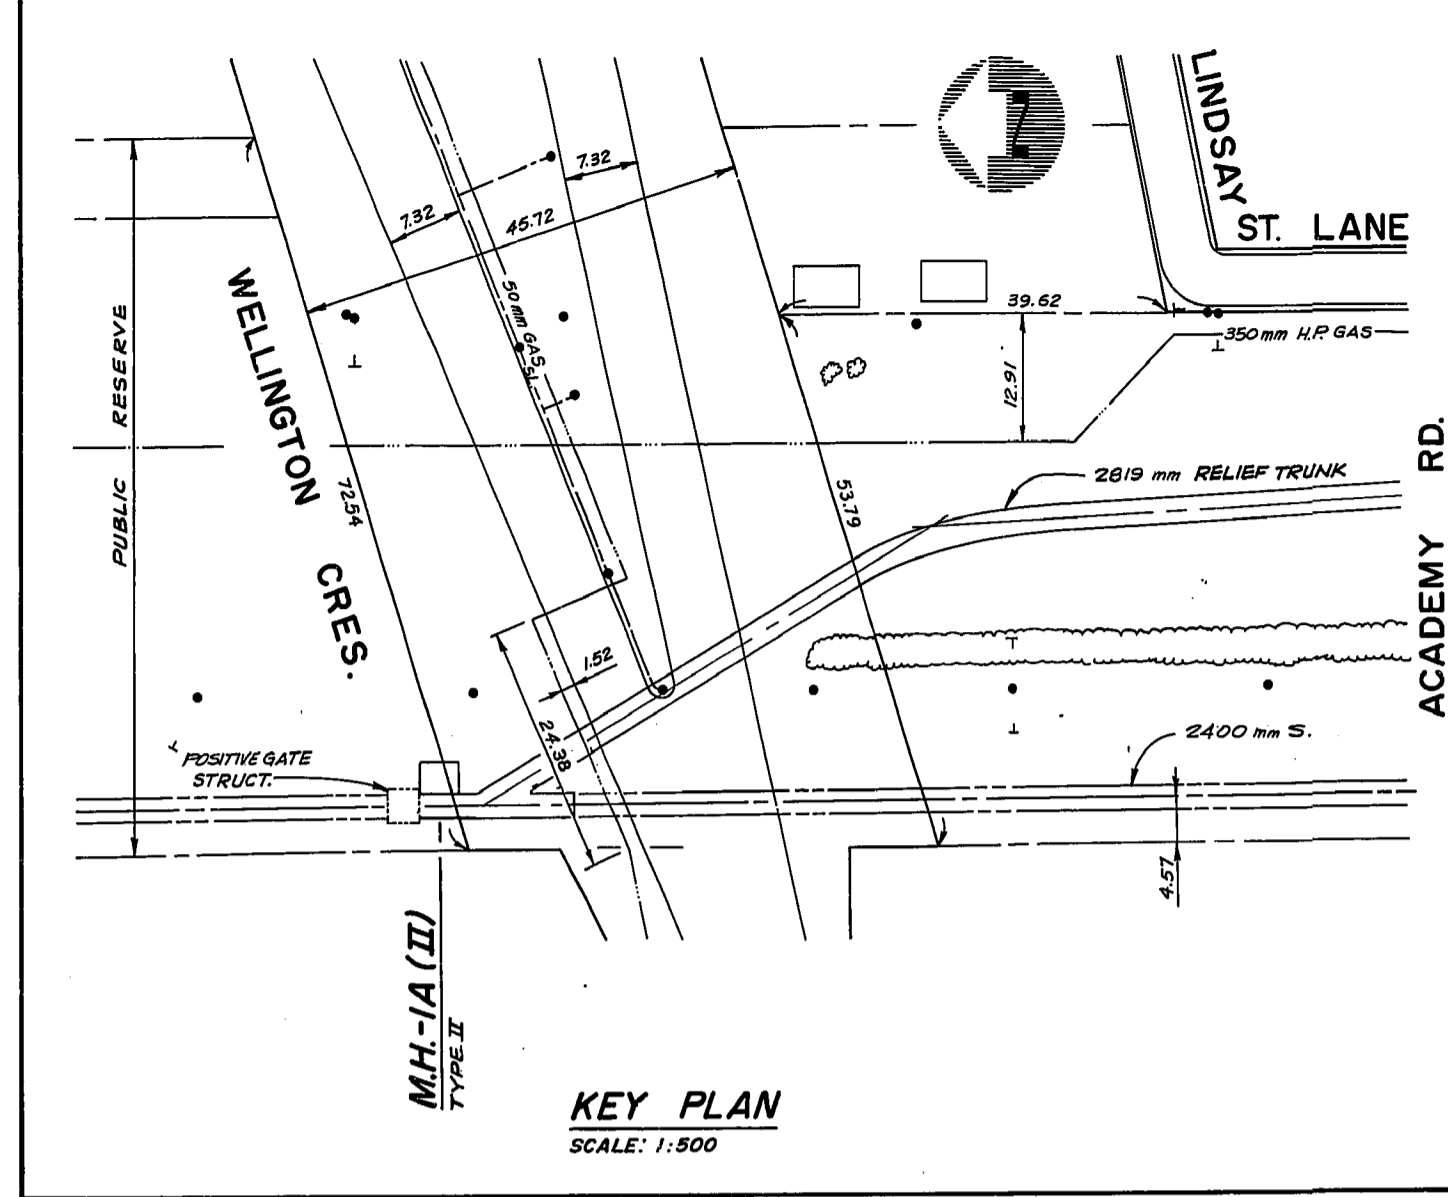 LINDSAY
ST. LANE
N
7.32
7.32
45.72
39.62
350mm H.P. GAS
12.91
50mm GAS
SL.
PUBLIC RESERVE
WELLINGTON CRES.
72.54
53.79
2819 mm RELIEF TRUNK
ACADEMY RD.
1.52
24.38
2400 mm S.
POSITIVE GATE
STRUCT.
4.57
M.H.-1A (II)
TYPE II
KEY PLAN
SCALE: 1:500